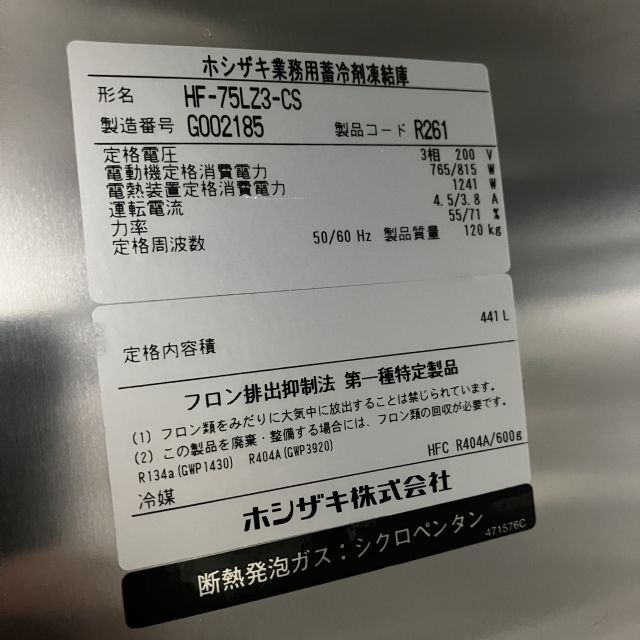 ホシザキ業務用蓄冷剤凍結庫
形名 HF-75LZ3-CS
製造番号 G002185 製品コード R261
定格電圧 3相 200 V
電動機定格消費電力 765/815 W
電熱装置定格消費電力 1241 W
運転電流 4.5/3.8 A
力率 55/71 %
定格周波数 50/60 Hz 製品質量 120 kg
定格内容積 441 L
フロン排出抑制法 第一種特定製品
(1) フロン類をみだりに大気中に放出することは禁じられています。
(2) この製品を廃棄・整備する場合には、フロン類の回収が必要です。
R134a(GWP1430) R404A(GWP3920)
冷媒 HFC R404A/600g
ホシザキ株式会社
断熱発泡ガス：シクロペンタン 471576C